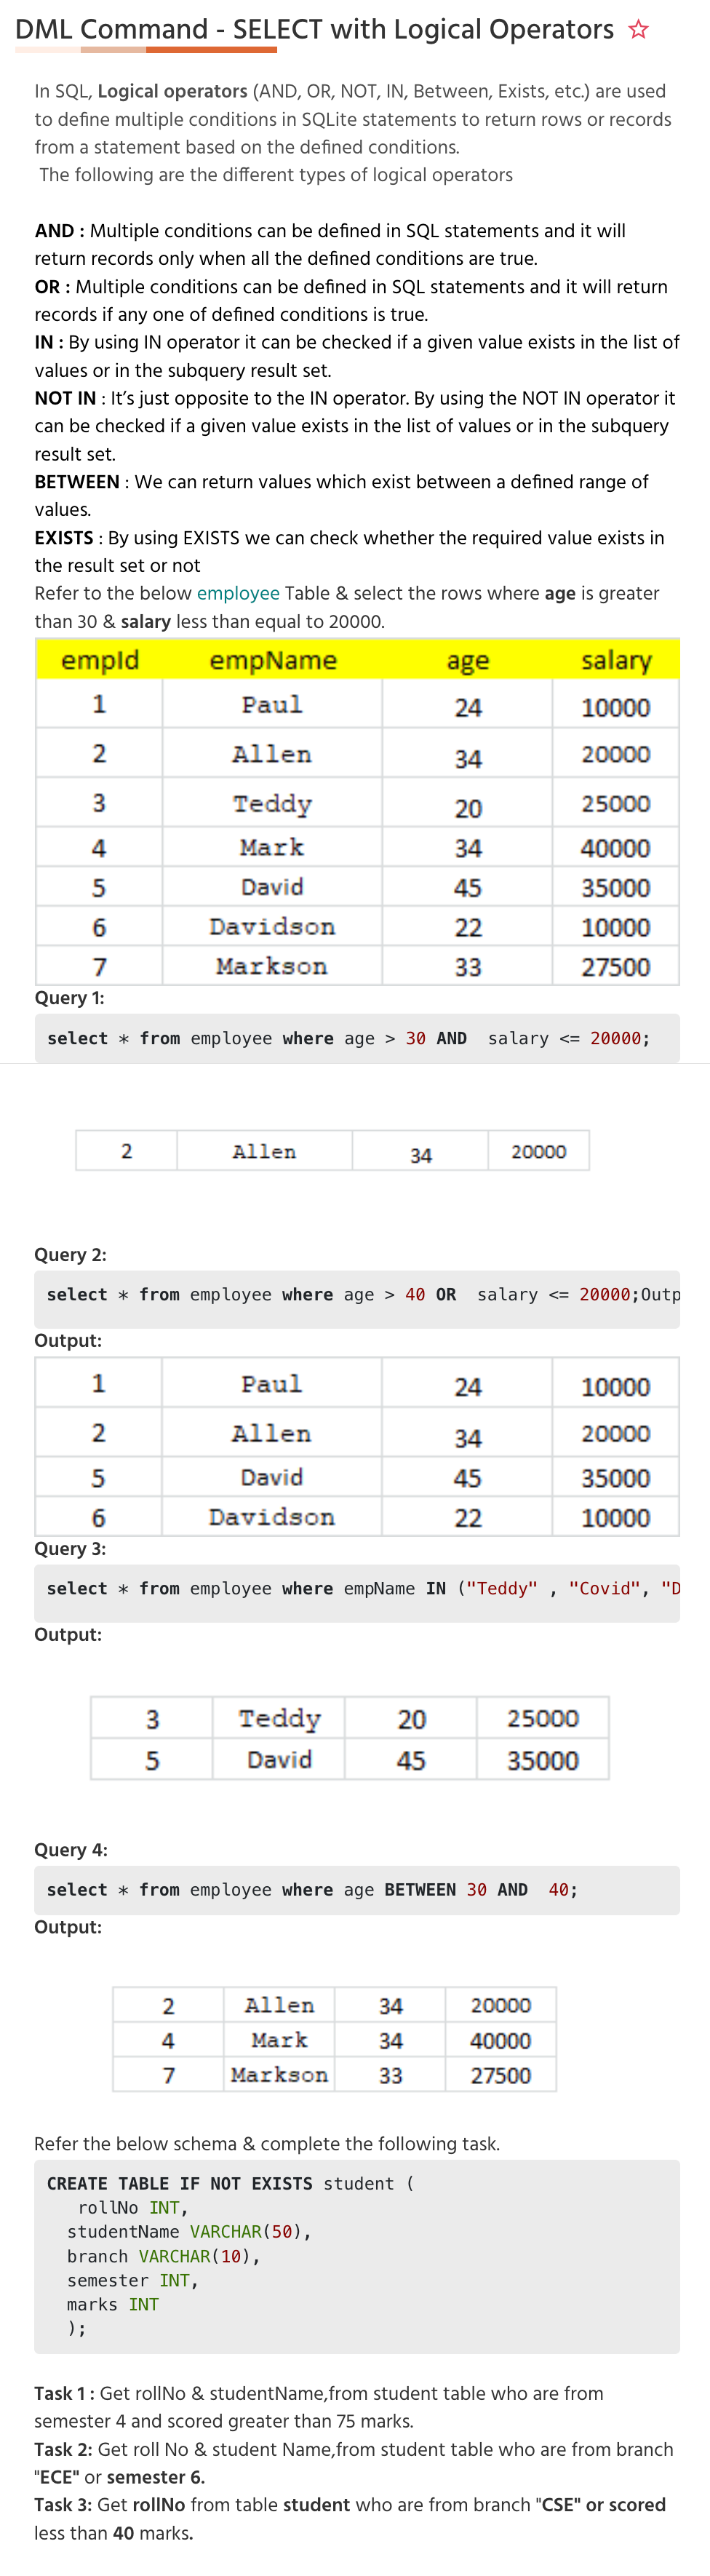 DML Command - SELECT with Logical Operators
In SQL, Logical operators (AND, OR, NOT, IN, Between, Exists, etc.) are used
to define multiple conditions in SQLite statements to return rows or records
from a statement based on the defined conditions.
The following are the different types of logical operators
AND : Multiple conditions can be defined in SQL statements and it will
return records only when all the defined conditions are true.
OR : Multiple conditions can be defined in SQL statements and it will return
records if any one of defined conditions is true.
IN : By using IN operator it can be checked if a given value exists in the list of
values or in the subquery result set.
NOT IN : It’s just opposite to the IN operator. By using the NOT IN operator it
can be checked if a given value exists in the list of values or in the subquery
result set.
BETWEEN : We can return values which exist between a defined range of
values.
EXISTS : By using EXISTS we can check whether the required value exists in
the result set or not
Refer to the below employee Table & select the rows where age is greater
than 30 & salary less than equal to 20000.
empId empName age salary
1 Paul 24 10000
2 Allen 34 20000
3 Teddy 20 25000
4 Mark 34 40000
5 David 45 35000
6 Davidson 22 10000
7 Markson 33 27500
Query 1:
select * from employee where age > 30 AND  salary <= 20000;
2 Allen 34 20000
Query 2:
select * from employee where age > 40 OR  salary <= 20000;Outp
Output:
1 Paul 24 10000
2 Allen 34 20000
5 David 45 35000
6 Davidson 22 10000
Query 3:
select * from employee where empName IN ("Teddy" , "Covid", "D
Output:
3 Teddy 20 25000
5 David 45 35000
Query 4:
select * from employee where age BETWEEN 30 AND  40;
Output:
2 Allen 34 20000
4 Mark 34 40000
7 Markson 33 27500
Refer the below schema & complete the following task.
CREATE TABLE IF NOT EXISTS student (
rollNo INT,
studentName VARCHAR(50),
branch VARCHAR(10),
semester INT,
marks INT
);
Task 1 : Get rollNo & studentName,from student table who are from
semester 4 and scored greater than 75 marks.
Task 2: Get roll No & student Name,from student table who are from branch
"ECE" or semester 6.
Task 3: Get rollNo from table student who are from branch "CSE" or scored
less than 40 marks.